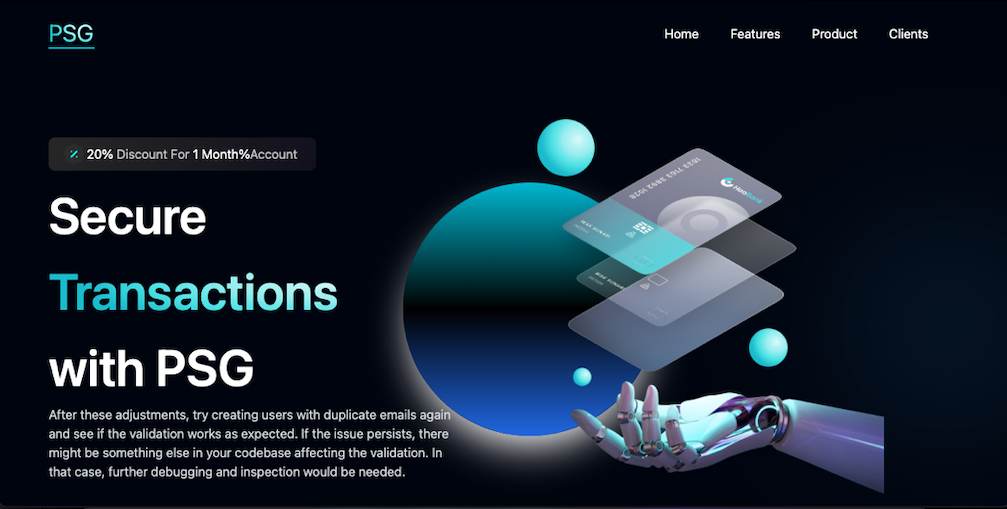 PSG
Home Features Product Clients
20% Discount For 1 Month%Account
Secure
Transactions
with PSG
After these adjustments, try creating users with duplicate emails again
and see if the validation works as expected. If the issue persists, there
might be something else in your codebase affecting the validation. In
that case, further debugging and inspection would be needed.
HooBank